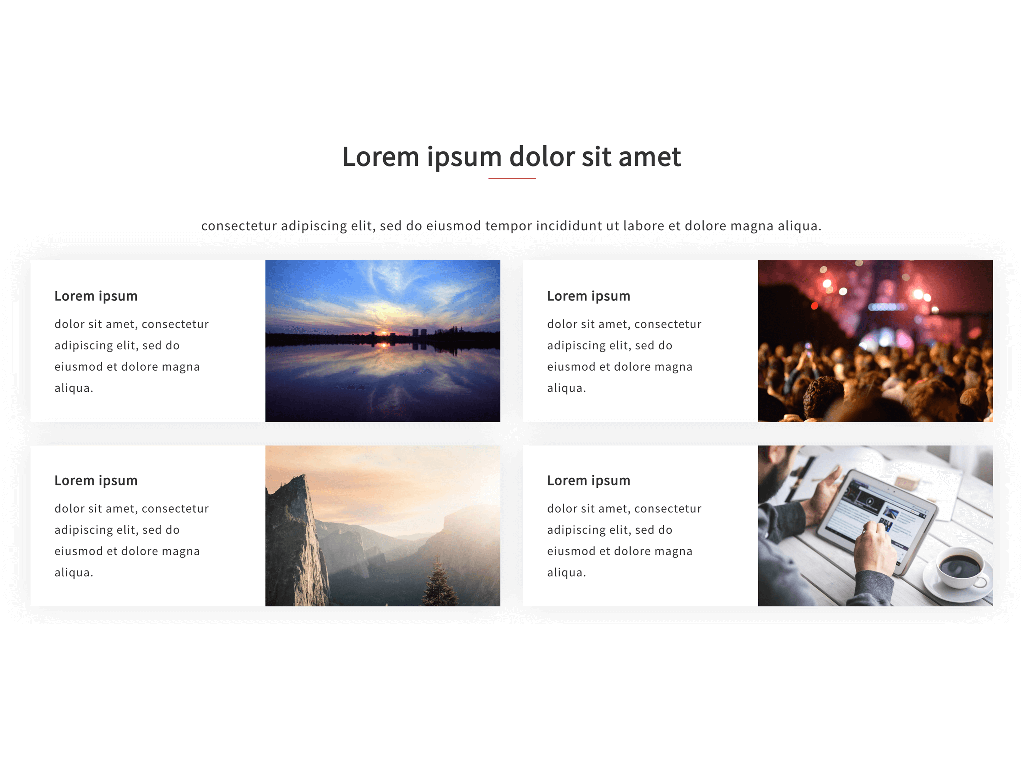 Lorem ipsum dolor sit amet
consectetur adipiscing elit, sed do eiusmod tempor incididunt ut labore et dolore magna aliqua.
Lorem ipsum
dolor sit amet, consectetur
adipiscing elit, sed do
eiusmod et dolore magna
aliqua.
Lorem ipsum
dolor sit amet, consectetur
adipiscing elit, sed do
eiusmod et dolore magna
aliqua.
Lorem ipsum
dolor sit amet, consectetur
adipiscing elit, sed do
eiusmod et dolore magna
aliqua.
Lorem ipsum
dolor sit amet, consectetur
adipiscing elit, sed do
eiusmod et dolore magna
aliqua.